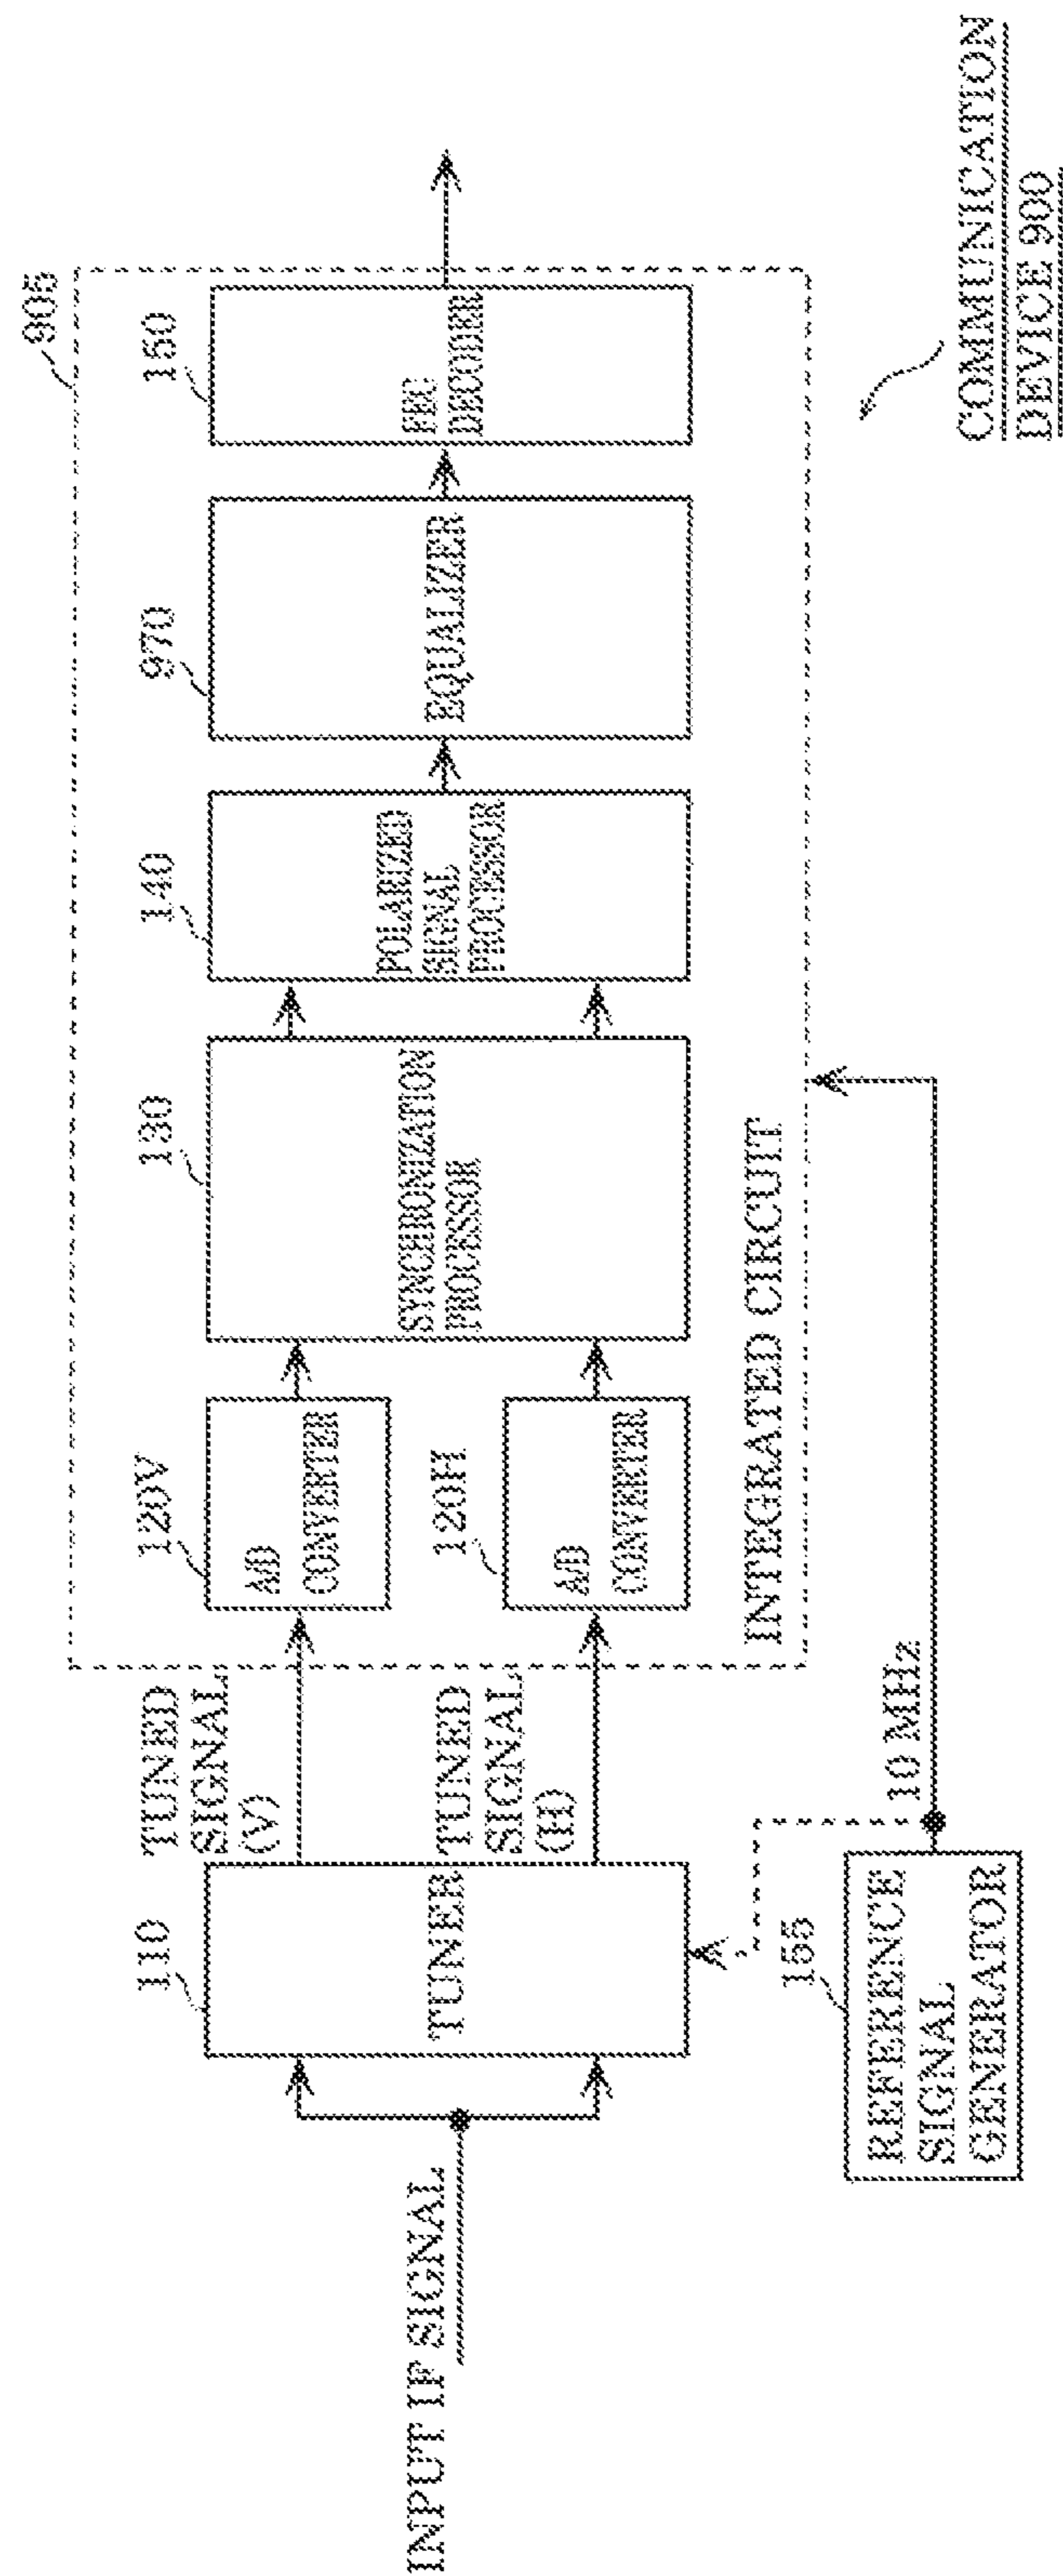 905
110
120V
130
140
970
150
TUNED
SIGNAL
(V)
A/D
CONVERTER
SYNCHRONIZATION
PROCESSOR
POLARIZED
SIGNAL
PROCESSOR
EQUALIZER
FEC
DECODER
INPUT IF SIGNAL
TUNER
TUNED
SIGNAL
(H)
120H
A/D
CONVERTER
INTEGRATED CIRCUIT
155
10 MHz
REFERENCE
SIGNAL
GENERATOR
COMMUNICATION
DEVICE 900